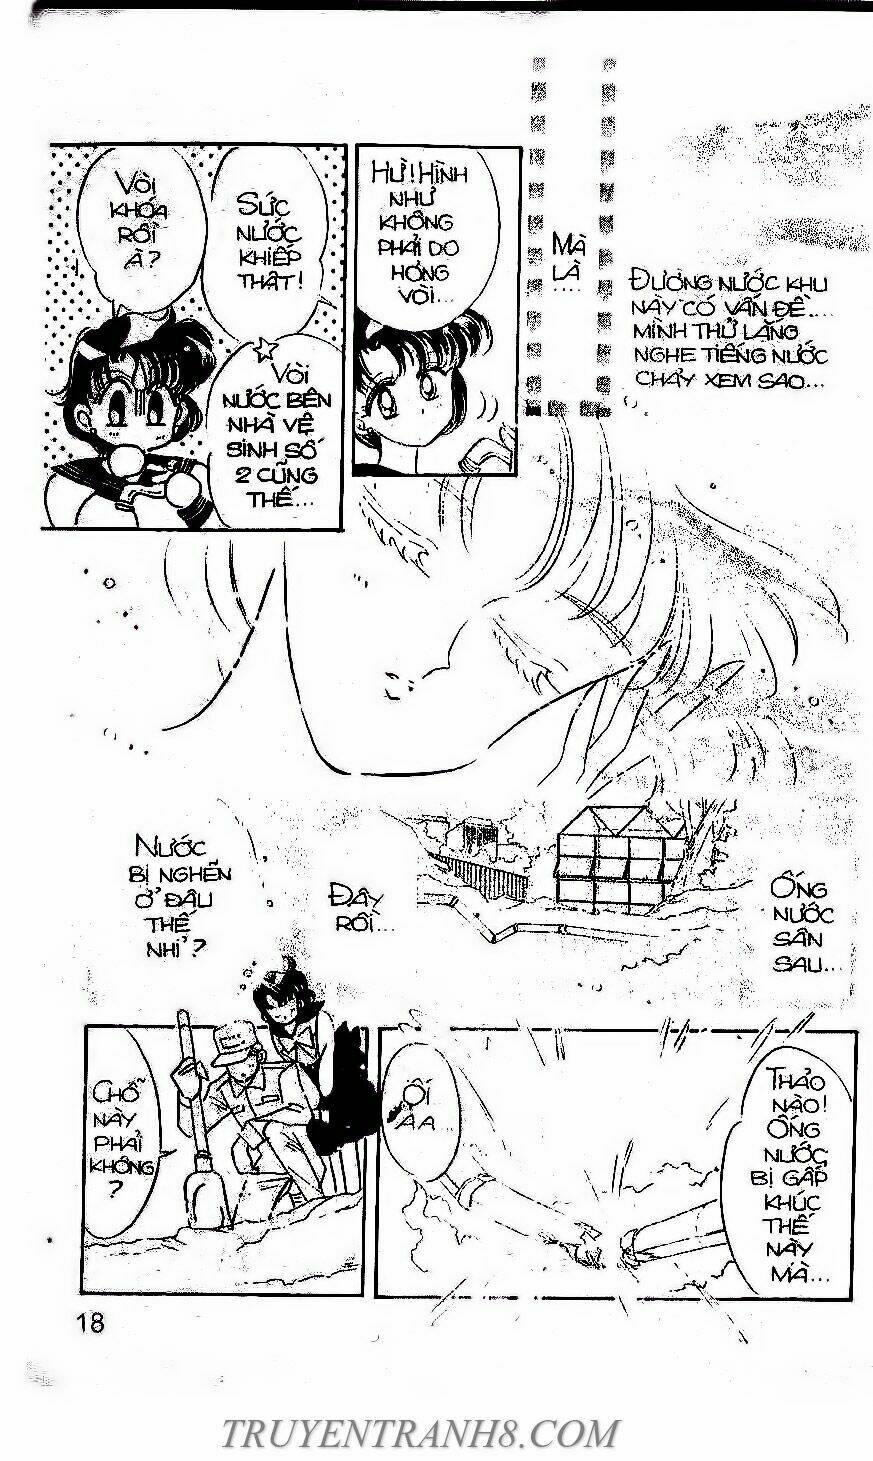 VÒI
KHÓA
RỒI
À?
SỨC
NƯỚC
KHIẾP
THẬT!
VÒI
NƯỚC BÊN
NHÀ VỆ
SINH SỐ
2 CŨNG
THẾ...
HỪ! HÌNH
NHƯ
KHÔNG
PHẢI DO
HỎNG
VÒI...
MÀ
LÀ
....
ĐƯỜNG NƯỚC KHU
NÀY CÓ VẤN ĐỀ....
MÌNH THỬ LẮNG
NGHE TIẾNG NƯỚC
CHẢY XEM SAO...
NƯỚC
BỊ NGHẼN
Ở ĐÂU
THẾ
NHỈ?
ĐÂY
RỒI...
ỐNG
NƯỚC
SÂN
SAU...
CHỖ
NÀY
PHẢI
KHÔNG
?
ỐI
AA...
THẢO
NÀO!
ỐNG
NƯỚC
BỊ GẤP
KHÚC
THẾ
NÀY
MÀ...
18
TRUYENTRANH8.COM